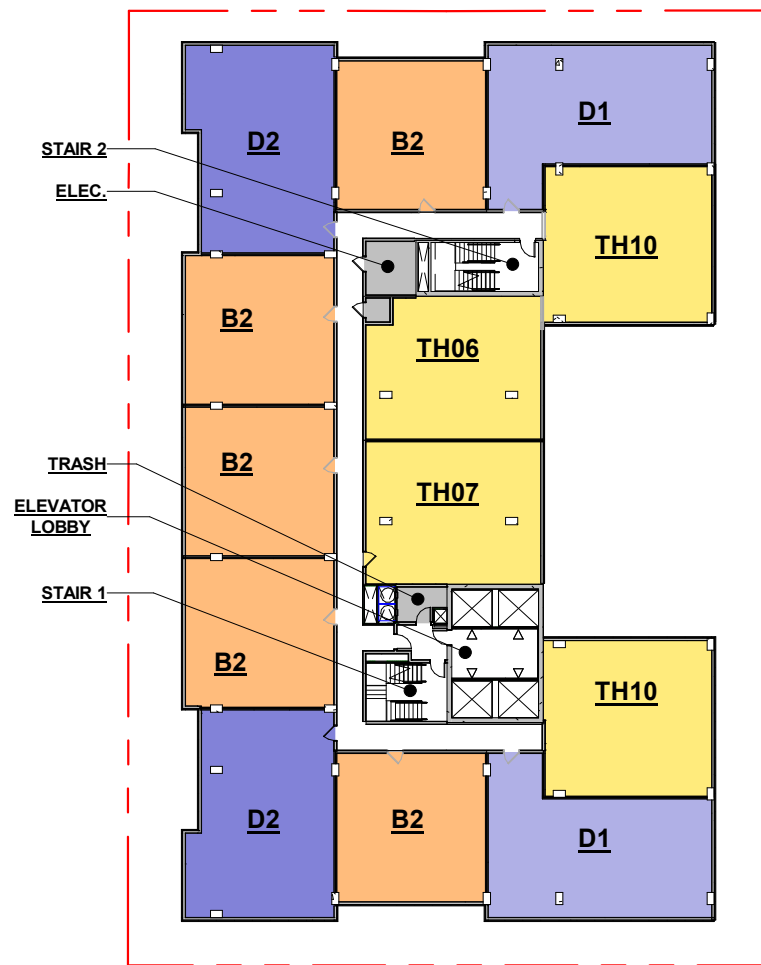 D2
B2
D1
STAIR 2
ELEC.
TH10
B2
TH06
B2
TRASH
TH07
ELEVATOR
LOBBY
STAIR 1
B2
TH10
D2
B2
D1